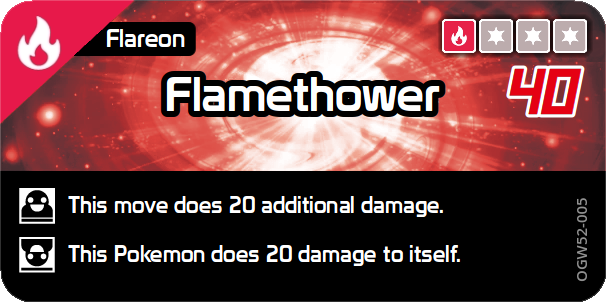 Flareon
Flamethower
40
This move does 20 additional damage.
This Pokemon does 20 damage to itself.
OGW52-005